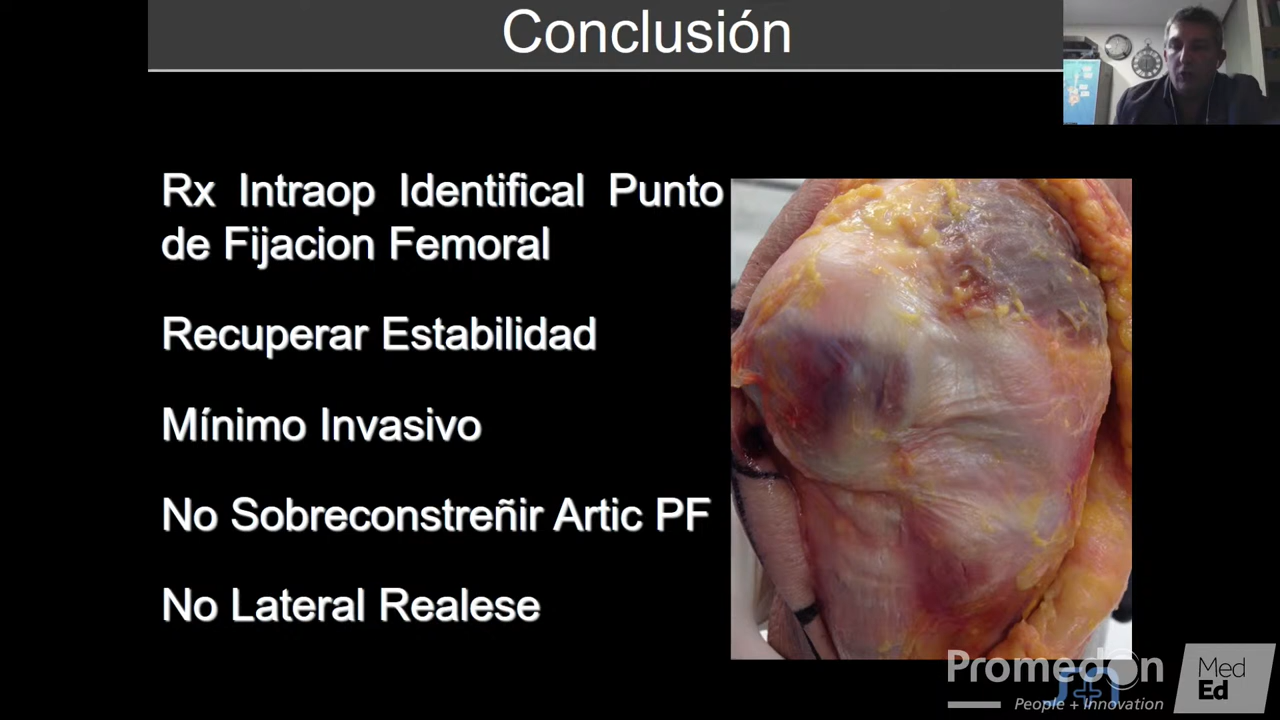 Conclusión
Rx Intraop Identifical Punto
de Fijacion Femoral
Recuperar Estabilidad
Mínimo Invasivo
No Sobreconstreñir Artic PF
No Lateral Realese
Promedon
People + Innovation
Med
Ed